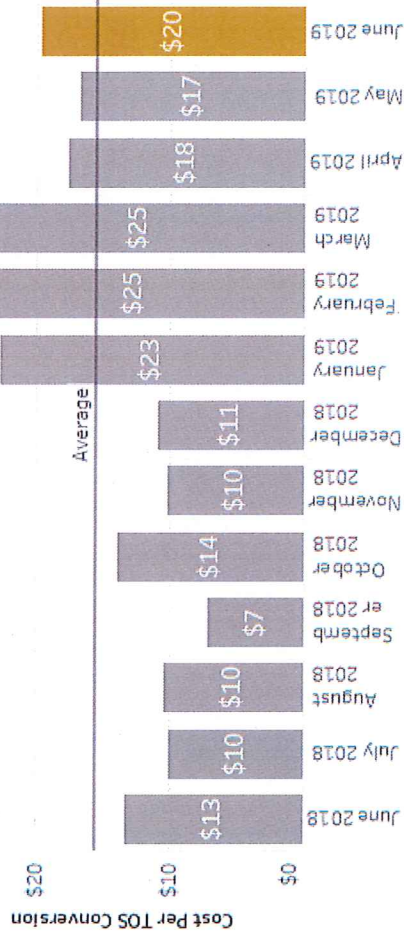 Cost Per TOS Conversion
$20
$10
$0
Average
$13
$10
$10
$7
$14
$10
$11
$23
$25
$25
$18
$17
$20
June 2018
July 2018
August
2018
Septemb
er 2018
October
2018
November
2018
December
2018
January
2019
February
2019
March
2019
April 2019
May 2019
June 2019